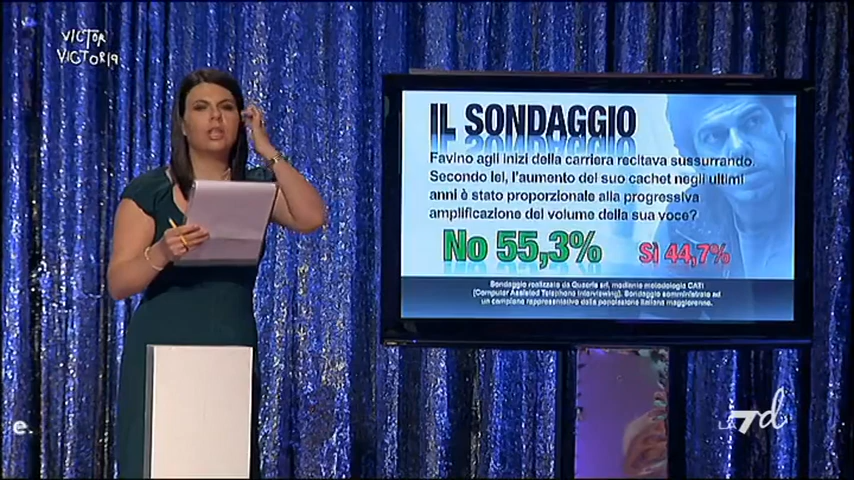 VICTOR
VICTORIA
IL SONDAGGIO
Favino agli inizi della carriera recitava sussurrando.
Secondo lei, l'aumento del suo cachet negli ultimi
anni è stato proporzionale alla progressiva
amplificazione del volume della sua voce?
No 55,3% Sì 44,7%
Sondaggio realizzato da Quaeris srl, mediante metodologia CATI
(Computer Assisted Telephone Interviewing). Sondaggio somministrato ad
un campione rappresentativo della popolazione italiana maggiorenne.
e.
LA7d